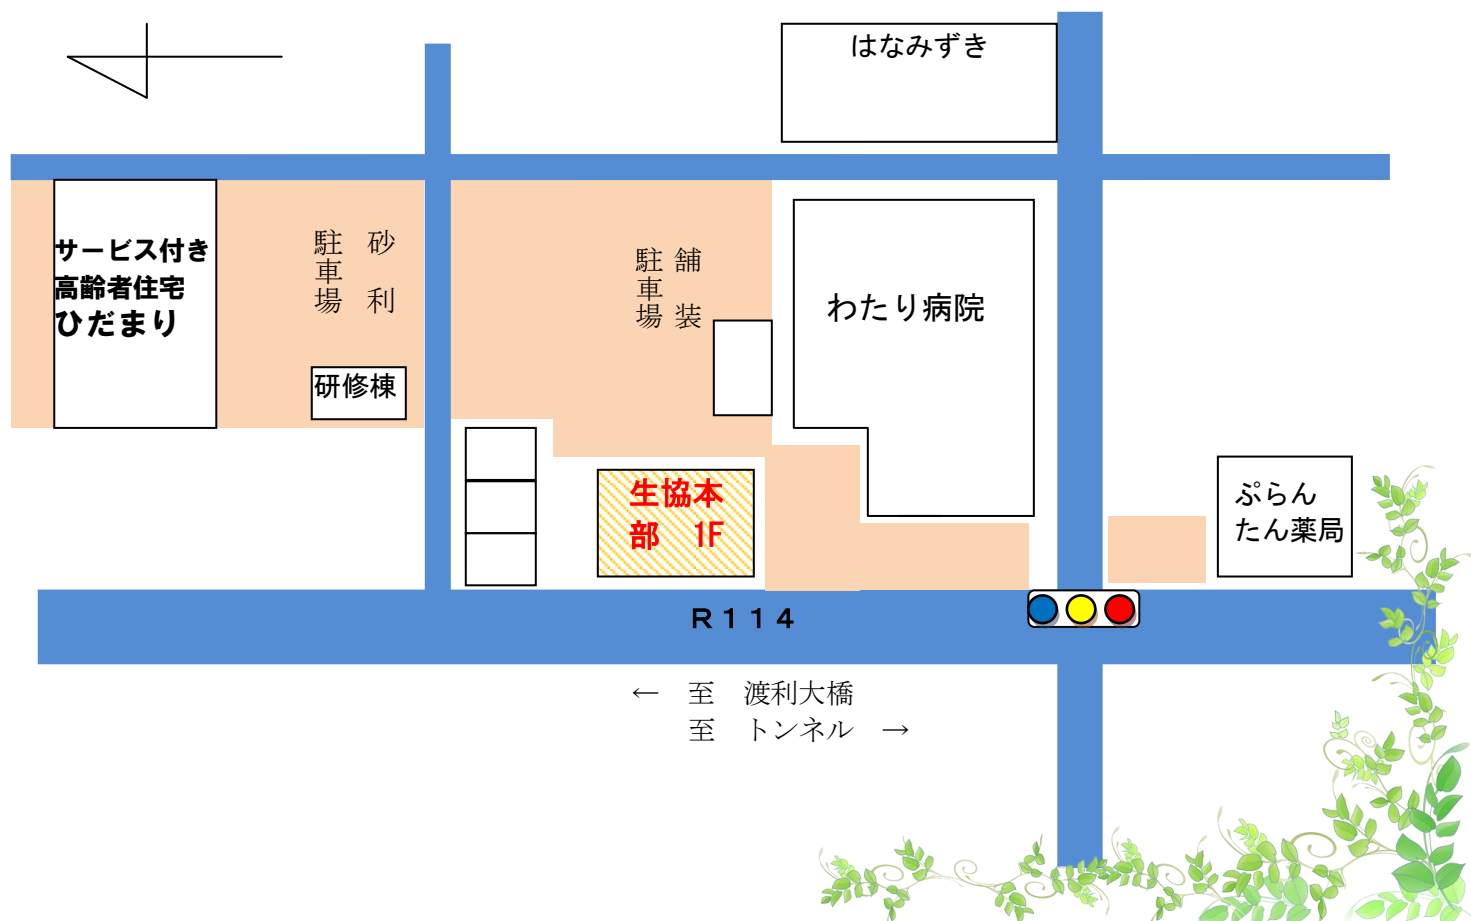 はなみずき
サービス付き
高齢者住宅
ひだまり
砂　利
駐車場
研修棟
舗　装
駐車場
わたり病院
生協本
部　1F
ぷらん
たん薬局
Ｒ１１４
←　至　渡利大橋
至　トンネル　→